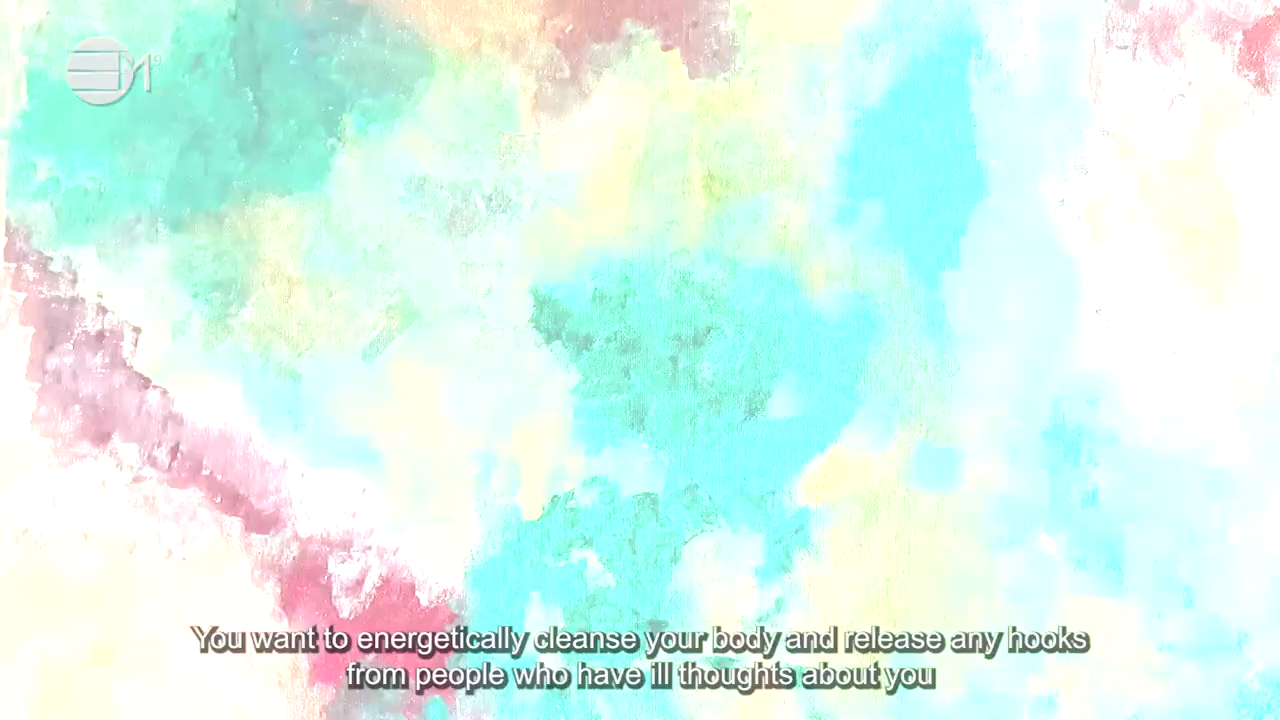 You want to energetically cleanse your body and release any hooks
from people who have ill thoughts about you